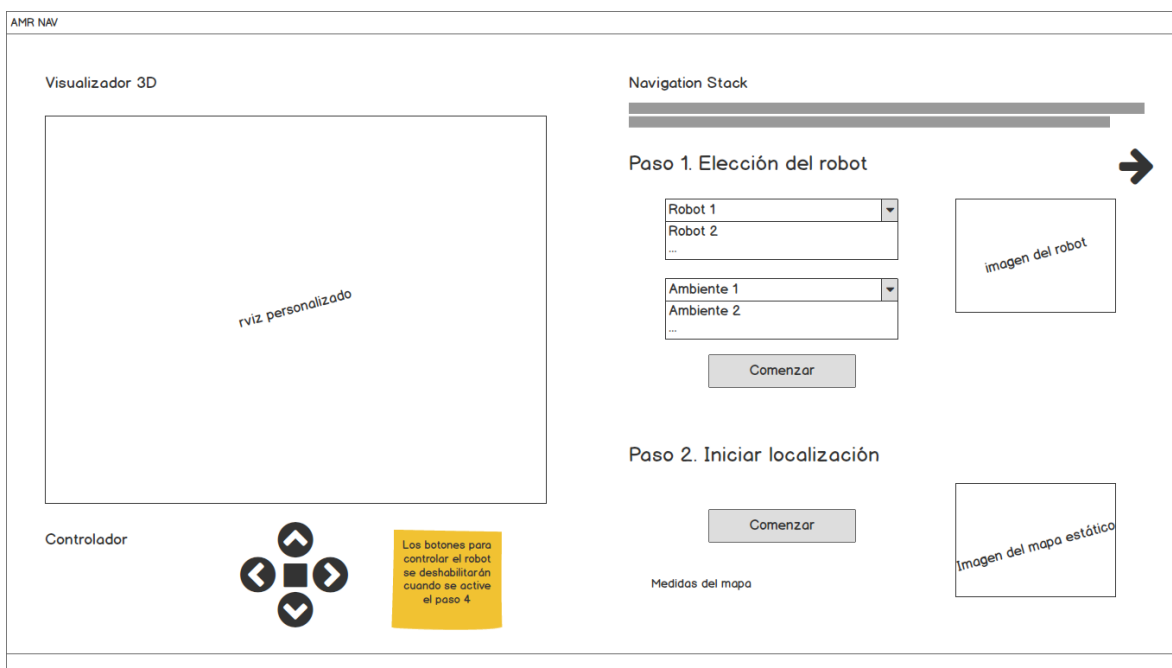 AMR NAV
Visualizador 3D
rviz personalizado
Controlador
Los botones para
controlar el robot
se deshabilitarán
cuando se active
el paso 4
Navigation Stack
Paso 1. Elección del robot
Robot 1
Robot 2
...
Ambiente 1
Ambiente 2
...
Comenzar
imagen del robot
Paso 2. Iniciar localización
Comenzar
Medidas del mapa
Imagen del mapa estático